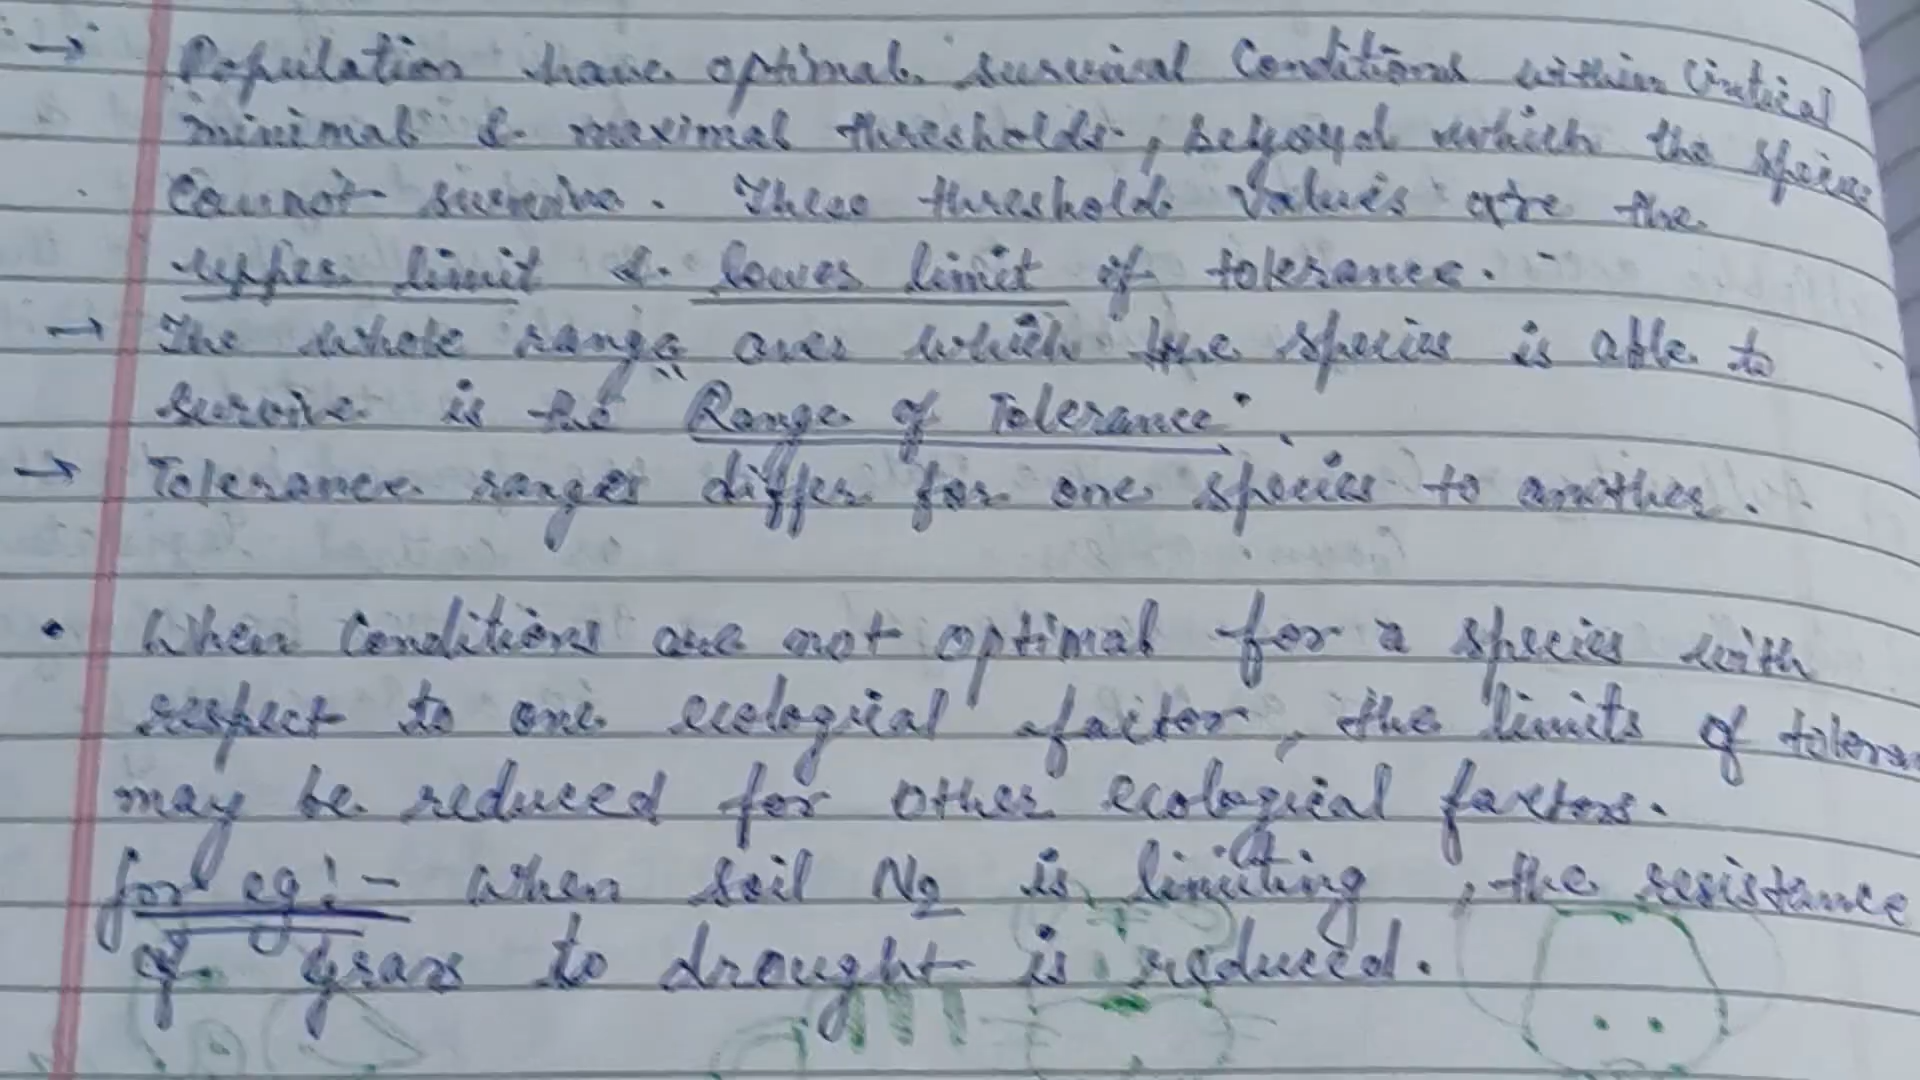 → Population have optimal survival Conditions within Critical
minimal & maximal thresholds, beyond which the species
Cannot survive. These threshold values are the
upper limit & lower limit of tolerance.
→ The whole range over which the species is able to
survive is the "Range of Tolerance".
→ Tolerance ranges differ for one species to another.
• When Conditions are not optimal for a species with
respect to one ecological factor, the limits of tolera
may be reduced for other ecological factors.
for eg:- when soil N2 is limiting, the resistance
of grass to drought is reduced.